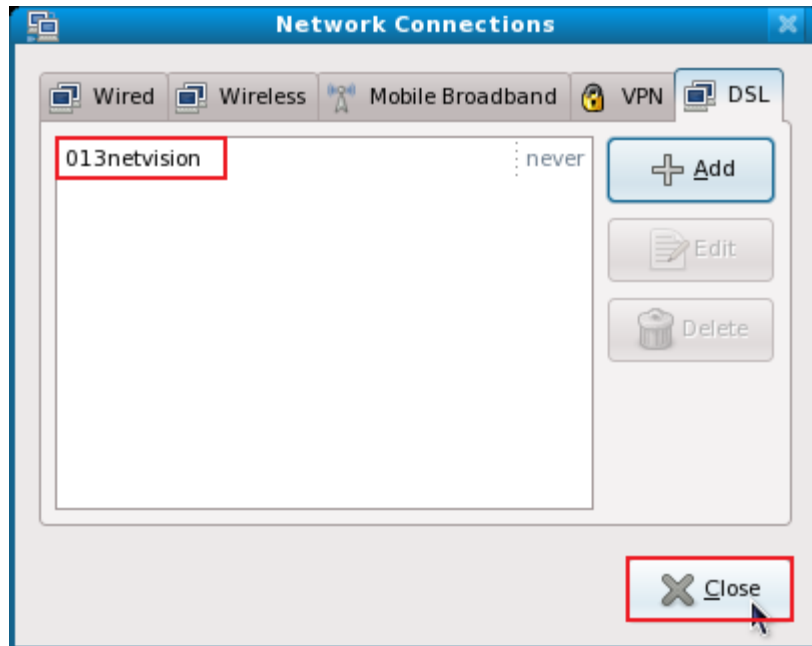 Network Connections
Wired Wireless Mobile Broadband VPN DSL
013netvision never
Add
Edit
Delete
Close